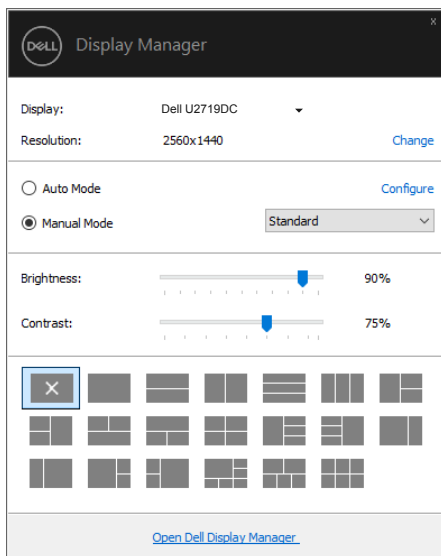 x
DELL Display Manager
Display: Dell U2719DC
Resolution: 2560x1440 Change
Auto Mode Configure
Manual Mode Standard
Brightness: 90%
Contrast: 75%
Open Dell Display Manager